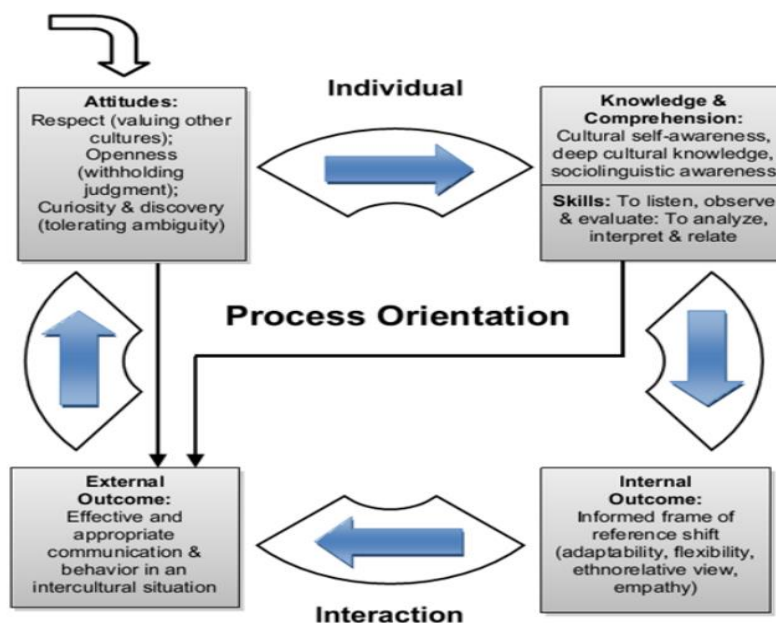 Individual
Attitudes:
Respect (valuing other
cultures);
Openness
(withholding
judgment);
Curiosity & discovery
(tolerating ambiguity)
Knowledge &
Comprehension:
Cultural self-awareness,
deep cultural knowledge,
sociolinguistic awareness
Skills: To listen, observe
& evaluate: To analyze,
interpret & relate
Process Orientation
External
Outcome:
Effective and
appropriate
communication &
behavior in an
intercultural situation
Internal
Outcome:
Informed frame of
reference shift
(adaptability, flexibility,
ethnorelative view,
empathy)
Interaction